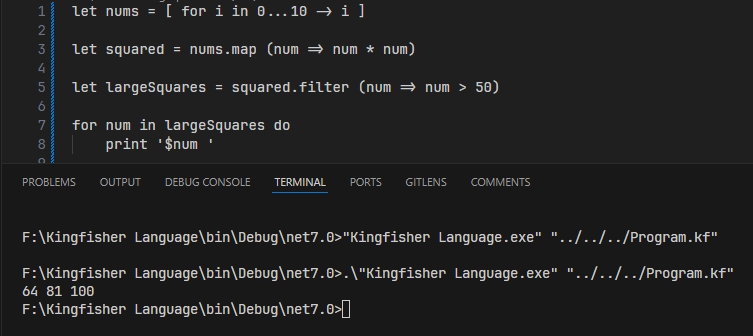 1 let nums = [ for i in 0...10 -> i ]
2
3 let squared = nums.map (num => num * num)
4
5 let largeSquares = squared.filter (num => num > 50)
6
7 for num in largeSquares do
8 print '$num '
PROBLEMS OUTPUT DEBUG CONSOLE TERMINAL PORTS GITLENS COMMENTS
F:\Kingfisher Language\bin\Debug\net7.0>"Kingfisher Language.exe" "../../../Program.kf"
F:\Kingfisher Language\bin\Debug\net7.0>.\"Kingfisher Language.exe" "../../../Program.kf"
64 81 100
F:\Kingfisher Language\bin\Debug\net7.0>